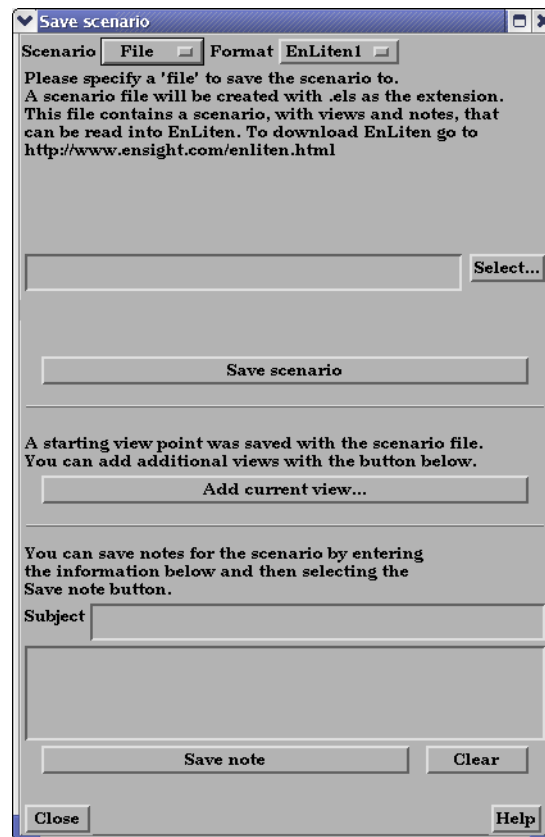 Save scenario
Scenario File Format EnLiten1
Please specify a 'file' to save the scenario to.
A scenario file will be created with .els as the extension.
This file contains a scenario, with views and notes, that
can be read into EnLiten. To download EnLiten go to
http://www.ensight.com/enliten.html
Select...
Save scenario
A starting view point was saved with the scenario file.
You can add additional views with the button below.
Add current view...
You can save notes for the scenario by entering
the information below and then selecting the
Save note button.
Subject
Save note Clear
Close Help